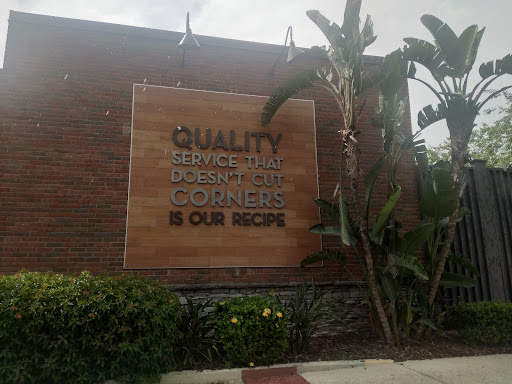 QUALITY
SERVICE THAT
DOESN'T CUT
CORNERS
IS OUR RECIPE